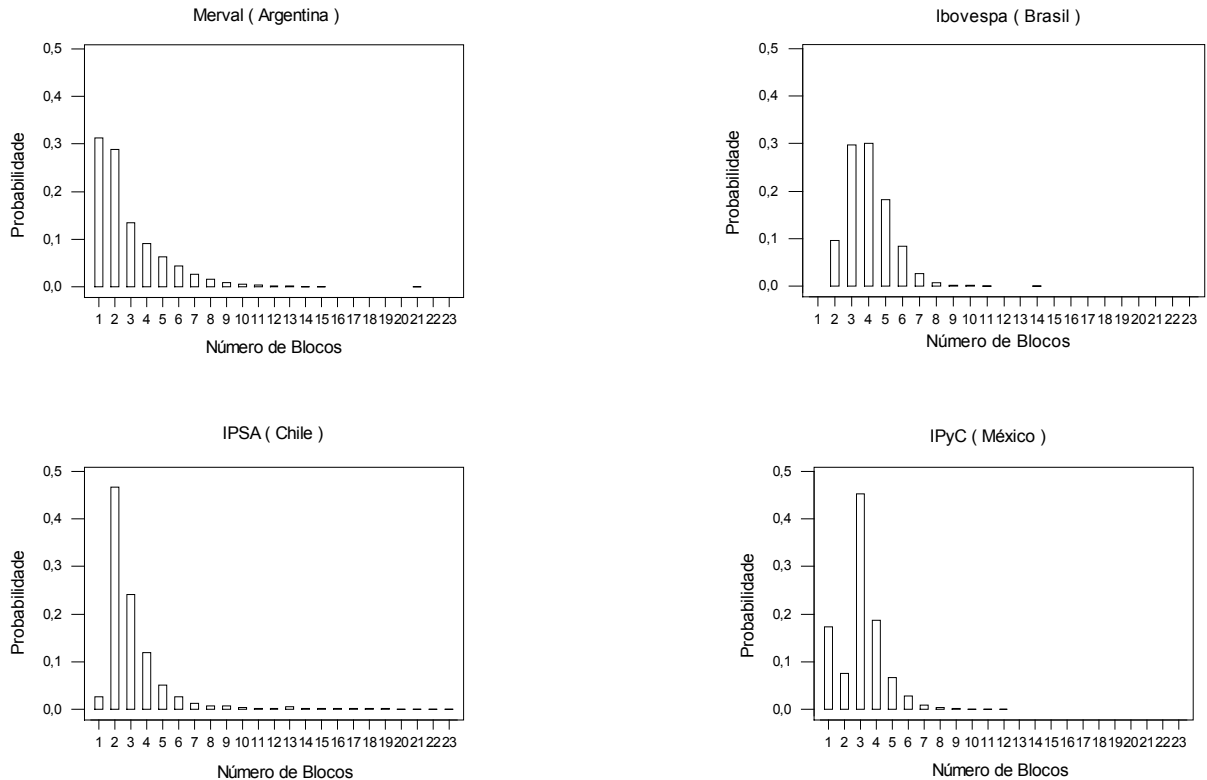 Merval ( Argentina )
0,5
0,4
0,3
0,2
0,1
0,0
Probabilidade
1 2 3 4 5 6 7 8 9 10 11 12 13 14 15 16 17 18 19 20 21 22 23
Número de Blocos
Ibovespa ( Brasil )
0,5
0,4
0,3
0,2
0,1
0,0
Probabilidade
1 2 3 4 5 6 7 8 9 10 11 12 13 14 15 16 17 18 19 20 21 22 23
Número de Blocos
IPSA ( Chile )
0,5
0,4
0,3
0,2
0,1
0,0
Probabilidade
1 2 3 4 5 6 7 8 9 10 11 12 13 14 15 16 17 18 19 20 21 22 23
Número de Blocos
IPyC ( México )
0,5
0,4
0,3
0,2
0,1
0,0
Probabilidade
1 2 3 4 5 6 7 8 9 10 11 12 13 14 15 16 17 18 19 20 21 22 23
Número de Blocos